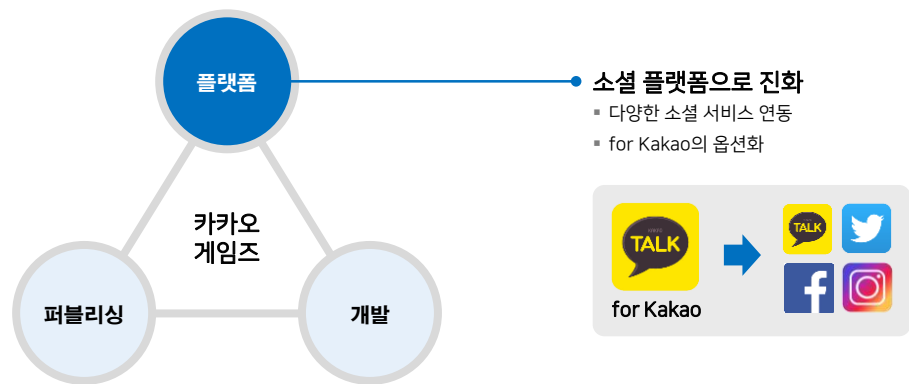 플랫폼
소셜 플랫폼으로 진화
▪ 다양한 소셜 서비스 연동
▪ for Kakao의 옵션화
카카오
게임즈
퍼블리싱
개발
TALK
for Kakao
TALK